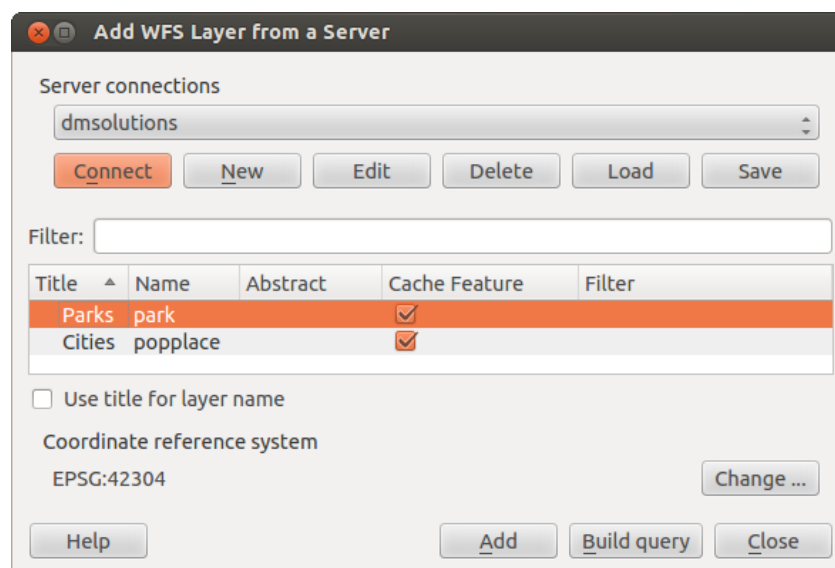 Add WFS Layer from a Server
Server connections
dmsolutions
Connect New Edit Delete Load Save
Filter:
Title Name Abstract Cache Feature Filter
Parks park
Cities popplace
Use title for layer name
Coordinate reference system
EPSG:42304
Change ...
Help Add Build query Close